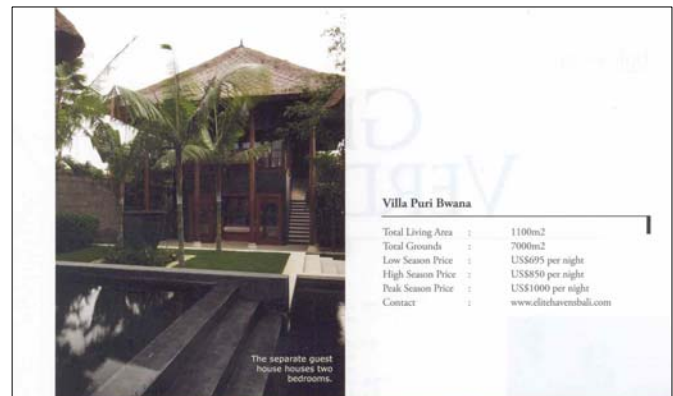 The separate guest
house houses two
bedrooms.
Villa Puri Bwana
Total Living Area : 1100m2
Total Grounds : 7000m2
Low Season Price : US$695 per night
High Season Price : US$850 per night
Peak Season Price : US$1000 per night
Contact : www.elitehavensbali.com